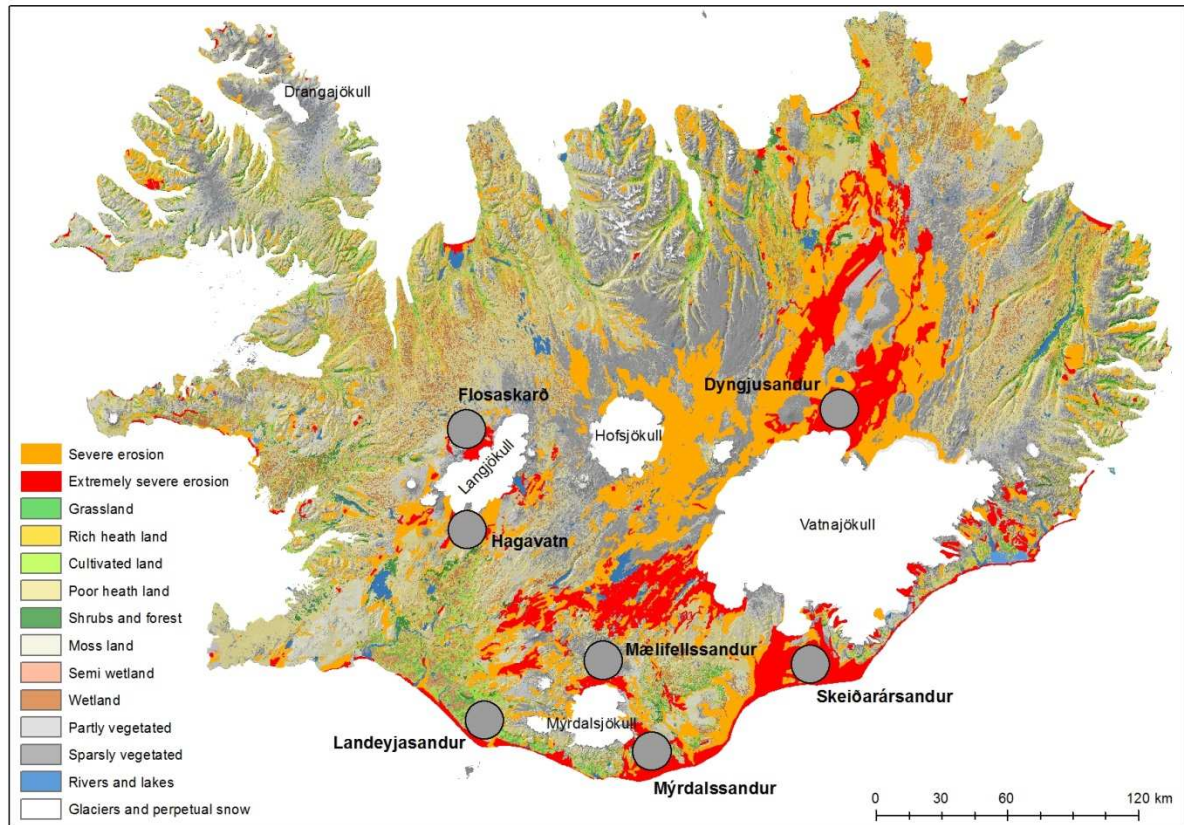 Drangajökull
Dyngjusandur
Flosaskarð
Hofsjökull
Langjökull
Vatnajökull
Hagavatn
Mælifellssandur
Skeiðarársandur
Mýrdalsjökull
Landeyjasandur
Mýrdalssandur
Severe erosion
Extremely severe erosion
Grassland
Rich heath land
Cultivated land
Poor heath land
Shrubs and forest
Moss land
Semi wetland
Wetland
Partly vegetated
Sparsly vegetated
Rivers and lakes
Glaciers and perpetual snow
0 30 60 120 km